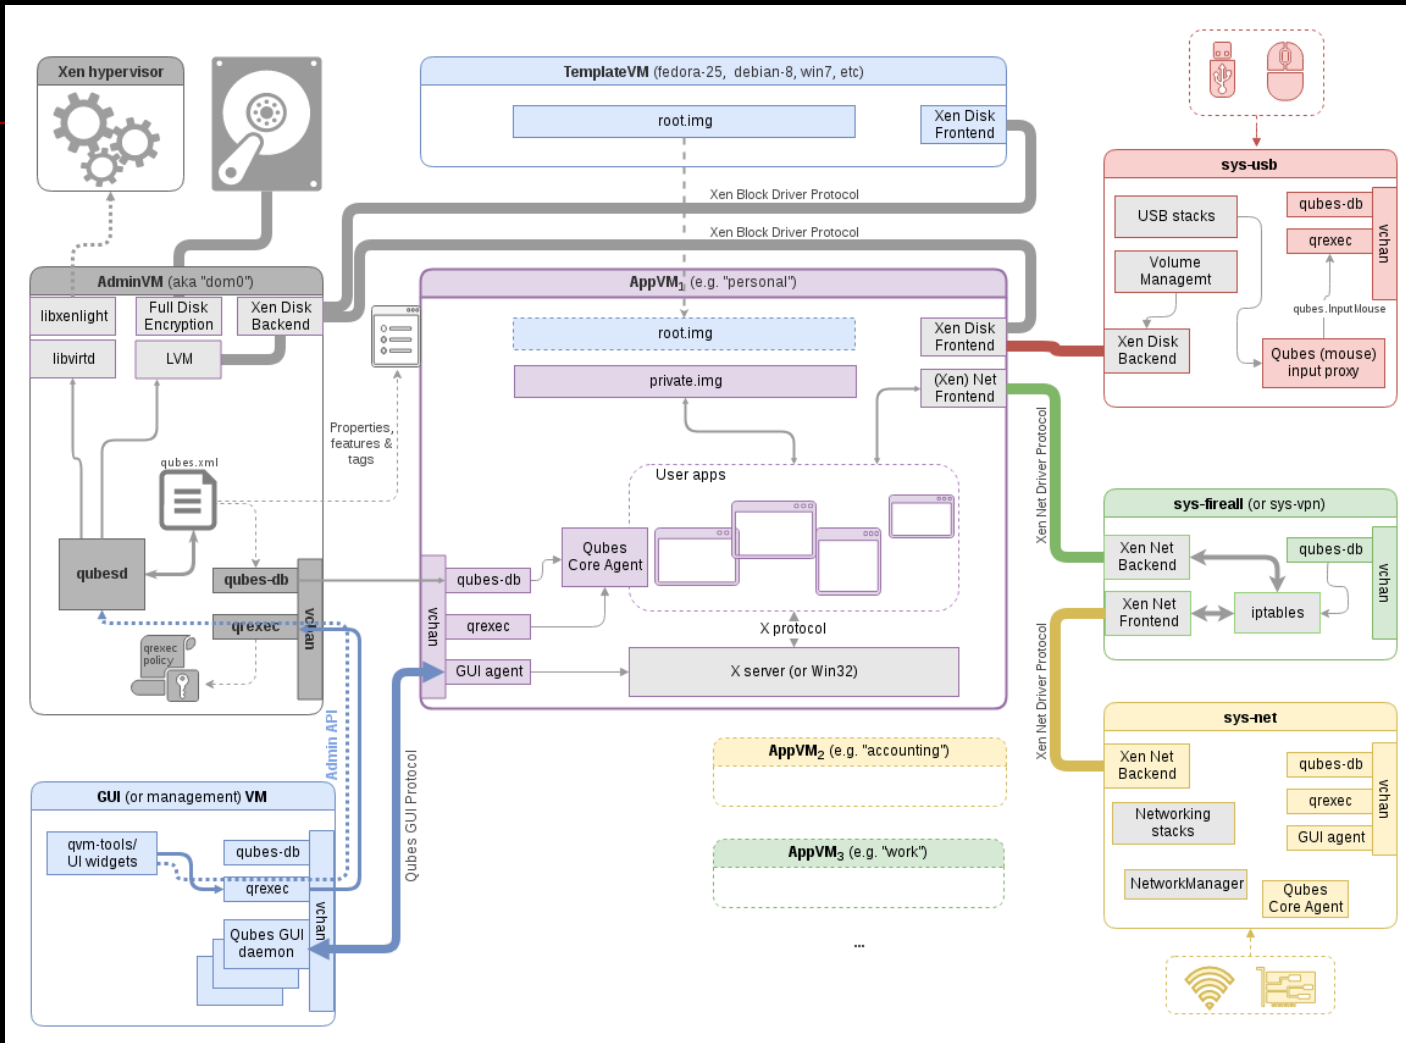 Xen hypervisor
TemplateVM (fedora-25, debian-8, win7, etc)
root.img
Xen Disk
Frontend
Xen Block Driver Protocol
Xen Block Driver Protocol
AdminVM (aka "dom0")
libxenlight
Full Disk
Encryption
Xen Disk
Backend
libvirtd
LVM
Properties,
features &
tags
qubes.xml
qubesd
qubes-db
qrexec
vchan
qrexec
policy
Admin API
GUI (or management) VM
qvm-tools/
UI widgets
qubes-db
qrexec
Qubes GUI
daemon
vchan
Qubes GUI Protocol
AppVM1 (e.g. "personal")
root.img
private.img
Xen Disk
Frontend
(Xen) Net
Frontend
User apps
Qubes
Core Agent
qubes-db
qrexec
GUI agent
vchan
X protocol
X server (or Win32)
AppVM2 (e.g. "accounting")
AppVM3 (e.g. "work")
...
Xen Net Driver Protocol
Xen Net Driver Protocol
sys-usb
USB stacks
Volume
Managemt
Xen Disk
Backend
qubes-db
qrexec
vchan
qubes.InputMouse
Qubes (mouse)
input proxy
sys-fireall (or sys-vpn)
Xen Net
Backend
Xen Net
Frontend
qubes-db
iptables
vchan
sys-net
Xen Net
Backend
Networking
stacks
NetworkManager
qubes-db
qrexec
GUI agent
vchan
Qubes
Core Agent